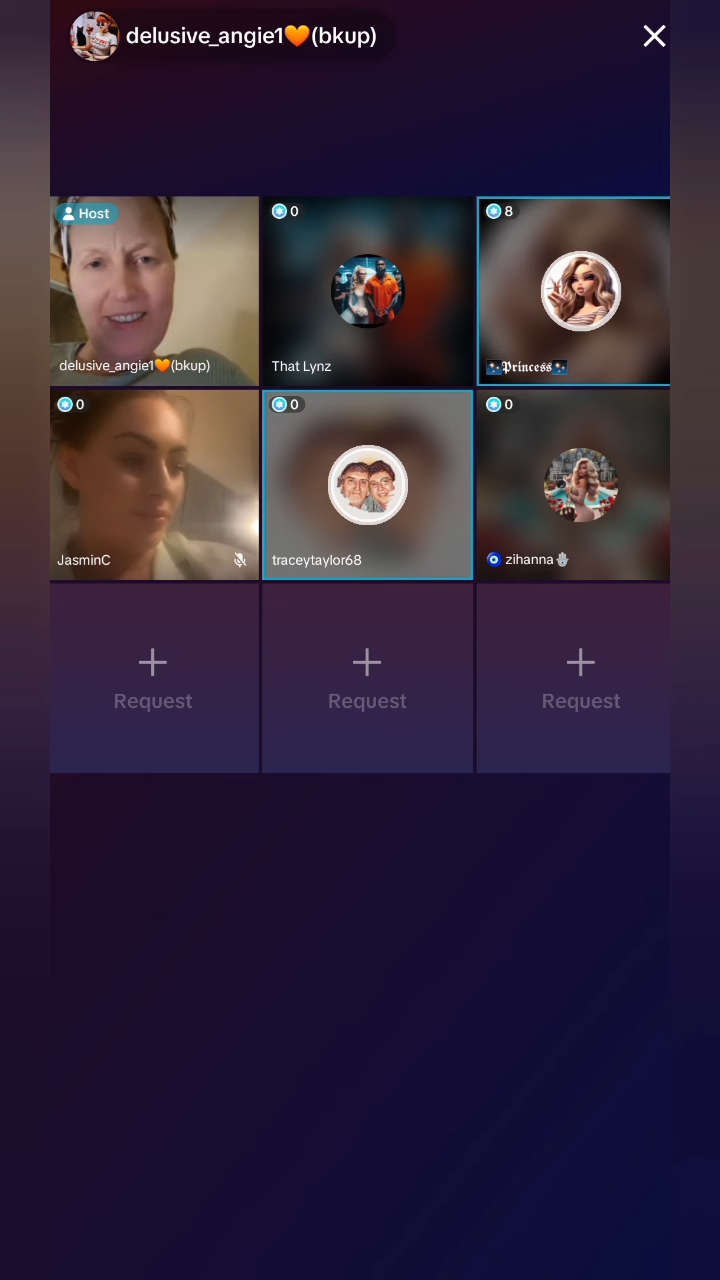 delusive_angie1🧡(bkup)
Host
0
8
delusive_angie1🧡(bkup)
That Lynz
𝕻𝖗𝖎𝖓𝖈𝖊𝖘𝖘
0
0
0
JasminC
traceytaylor68
🧿 zihanna🪬
Request
Request
Request